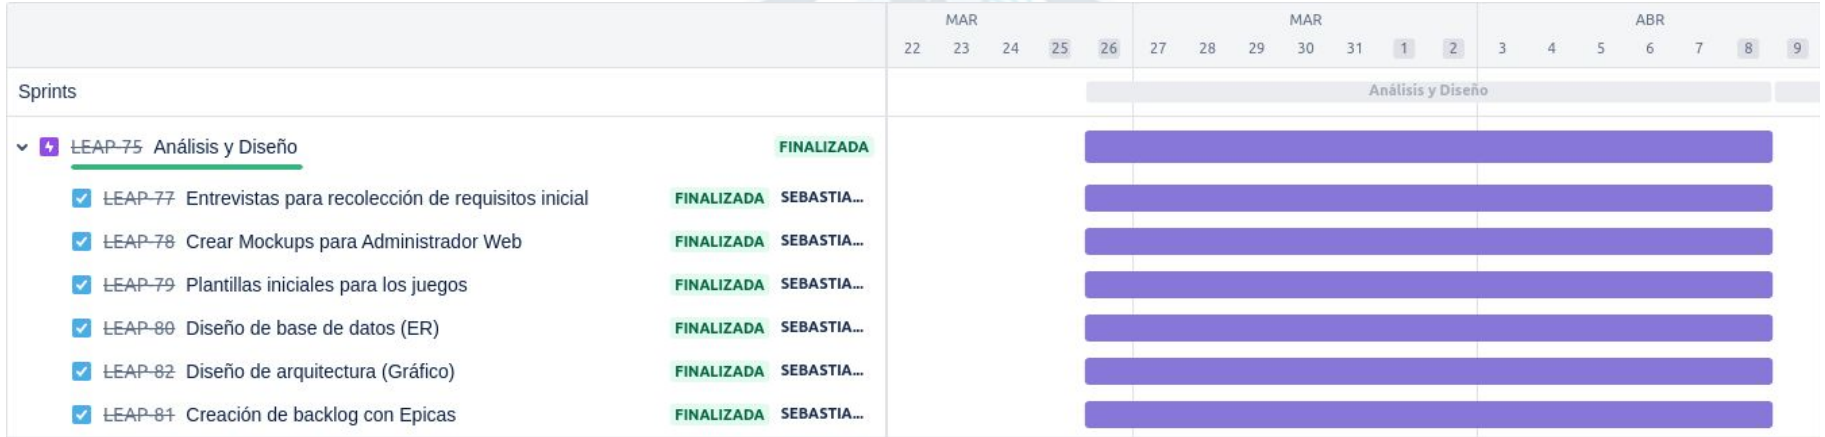 MAR MAR ABR
22 23 24 25 26 27 28 29 30 31 1 2 3 4 5 6 7 8 9
Sprints Análisis y Diseño
LEAP-75 Análisis y Diseño FINALIZADA
LEAP-77 Entrevistas para recolección de requisitos inicial FINALIZADA SEBASTIA...
LEAP-78 Crear Mockups para Administrador Web FINALIZADA SEBASTIA...
LEAP-79 Plantillas iniciales para los juegos FINALIZADA SEBASTIA...
LEAP-80 Diseño de base de datos (ER) FINALIZADA SEBASTIA...
LEAP-82 Diseño de arquitectura (Gráfico) FINALIZADA SEBASTIA...
LEAP-81 Creación de backlog con Epicas FINALIZADA SEBASTIA...